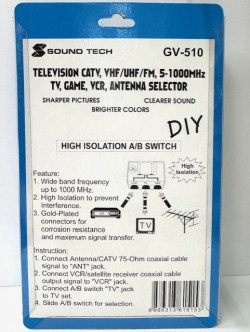 SOUND TECH
GV-510
TELEVISION CATV, VHF/UHF/FM, 5-1000MHz
TV, GAME, VCR, ANTENNA SELECTOR
SHARPER PICTURES CLEARER SOUND
BRIGHTER COLORS
DIY
HIGH ISOLATION A/B SWITCH
Feature:
1. Wide band frequency
up to 1000 MHz.
2. High Isolation to prevent
Interference.
3. Gold-Plated
connectors for
corrosion resistance
and maximum signal transfer.
High
Isolation
TV
Instruction:
1. Connect Antenna/CATV 75-Ohm coaxial cable
signal to "ANT" jack.
2. Connect VCR/satellite receiver coaxial cable
output signal to "VCR" jack.
3. Connect A/B switch "TV" jack
to TV set.
4. Slide A/B switch for selection.